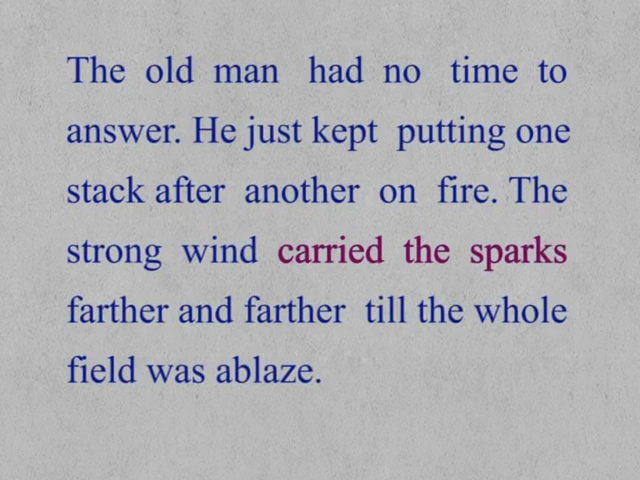 The old man had no time to
answer. He just kept putting one
stack after another on fire. The
strong wind carried the sparks
farther and farther till the whole
field was ablaze.